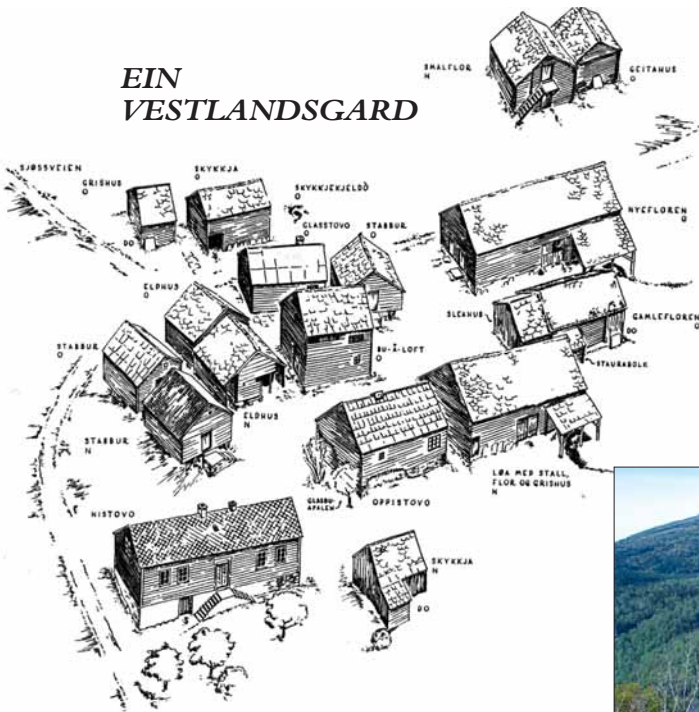 EIN
VESTLANDSGARD
SMALFLOR
N
GEITAHUS
O
SJØSSVEIEN
GRISHUS
O
SKYKKJA
O
SKYKKJEKJELDO
O
GLASSTOVO
O
STABBUR
O
NYEFLOREN
O
DO
ELDHUS
O
SLEAHUS
GAMLEFLOREN
O
DO
STABBUR
O
BU-Å-LOFT
O
STAURABOLK
ELDHUS
N
STABBUR
N
LØA MED STALL,
FLOR OG GRISHUS
N
OPPISTOVO
NISTOVO
SKYKKJA
N
DO